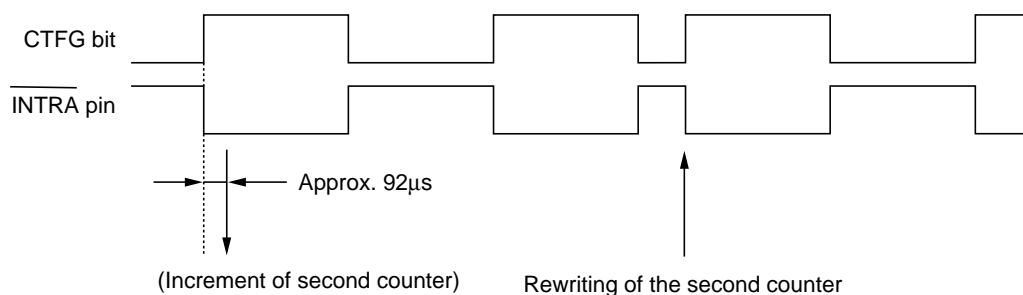 CTFG bit
INTRA pin
Approx. 92μs
(Increment of second counter)
Rewriting of the second counter